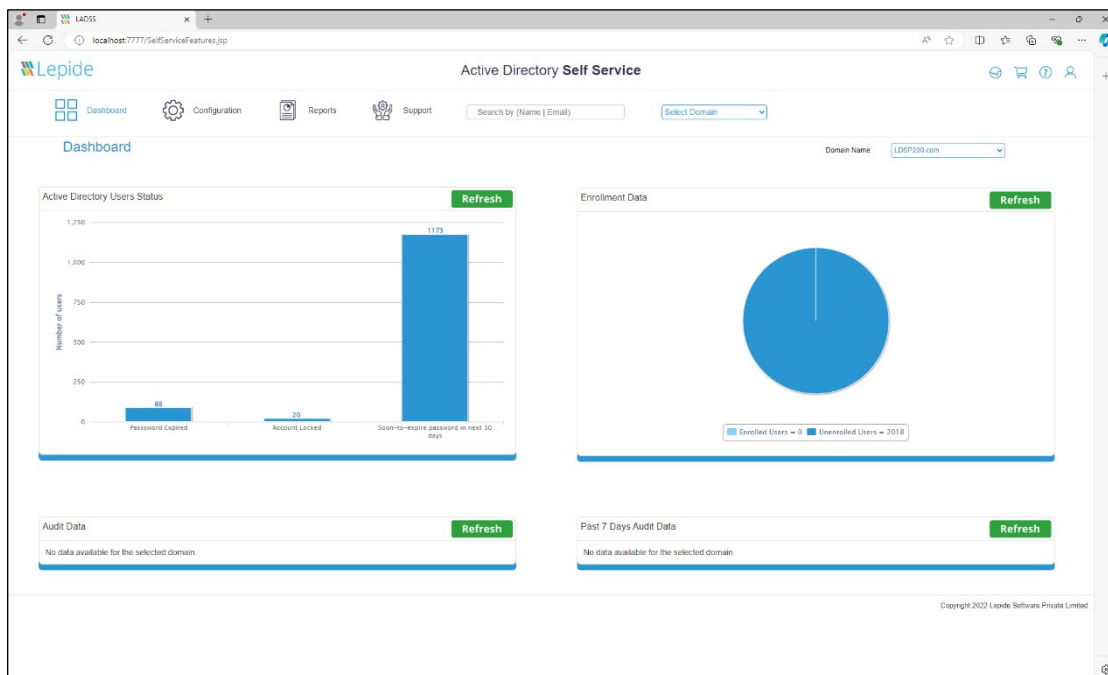 LADSS
localhost:7777/SelfServiceFeatures.jsp
Lepide
Active Directory Self Service
Dashboard
Configuration
Reports
Support
Search by (Name | Email)
Select Domain
Dashboard
Domain Name:
LDSP200.com
Active Directory Users Status
Refresh
1,250
1,000
750
500
250
0
Number of users
88
20
1173
Passsword Expired
Account Locked
Soon-to-expire password in next 30
days
Enrollment Data
Refresh
Enrolled Users = 0 Unenrolled Users = 2018
Audit Data
Refresh
No data available for the selected domain.
Past 7 Days Audit Data
Refresh
No data available for the selected domain.
Copyright 2022 Lepide Software Private Limited